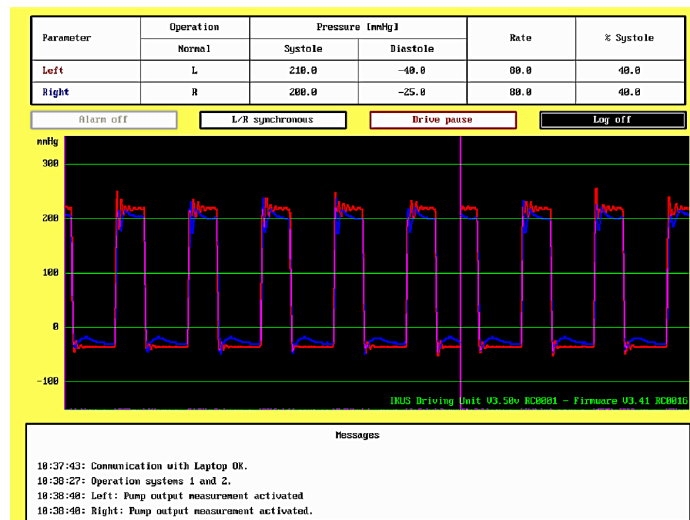 Parameter Operation Pressure [mmHg] Rate % Systole
Normal Systole Diastole
Left L 210.0 -40.0 80.0 40.0
Right R 200.0 -25.0 80.0 40.0
Alarm off L/R synchronous Drive pause Log off
mmHg
300
200
100
0
-100
IKUS Driving Unit V3.50v RC0001 - Firmware V3.41 RC0016
Messages
10:37:43: Communication with Laptop OK.
10:38:27: Operation systems 1 and 2.
10:38:40: Left: Pump output measurement activated
10:38:40: Right: Pump output measurement activated.